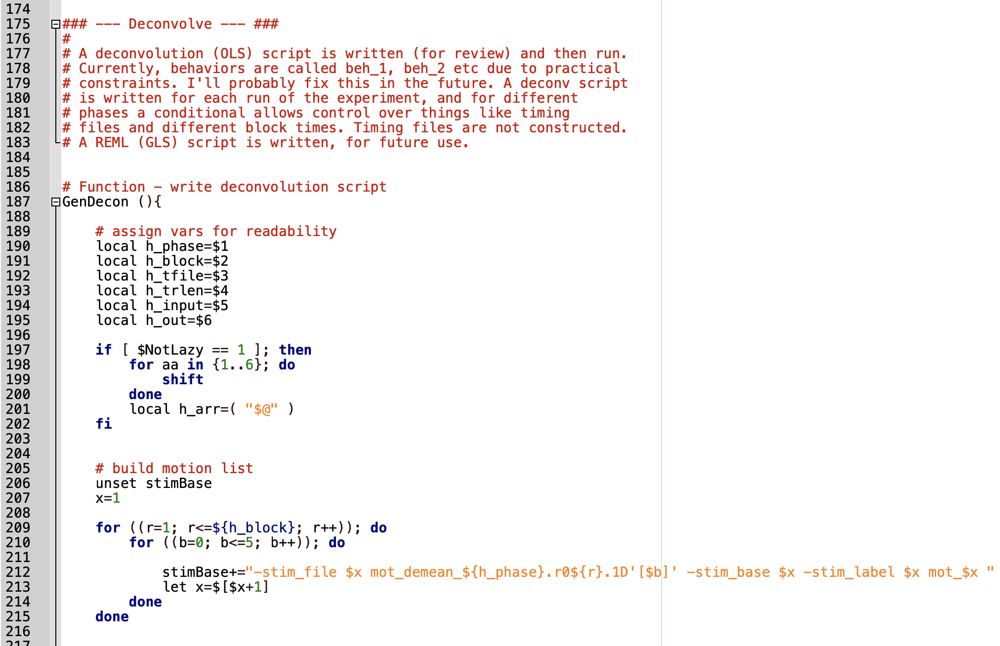 174
175 ### --- Deconvolve --- ###
176 #
177 # A deconvolution (OLS) script is written (for review) and then run.
178 # Currently, behaviors are called beh_1, beh_2 etc due to practical
179 # constraints. I'll probably fix this in the future. A deconv script
180 # is written for each run of the experiment, and for different
181 # phases a conditional allows control over things like timing
182 # files and different block times. Timing files are not constructed.
183 # A REML (GLS) script is written, for future use.
184
185
186 # Function – write deconvolution script
187 GenDecon (){
188
189     # assign vars for readability
190     local h_phase=$1
191     local h_block=$2
192     local h_tfile=$3
193     local h_trlen=$4
194     local h_input=$5
195     local h_out=$6
196
197     if [ $NotLazy == 1 ]; then
198         for aa in {1..6}; do
199             shift
200         done
201         local h_arr=( "$@" )
202     fi
203
204
205     # build motion list
206     unset stimBase
207     x=1
208
209     for ((r=1; r<=${h_block}; r++)); do
210         for ((b=0; b<=5; b++)); do
211
212             stimBase+="-stim_file $x mot_demean_${h_phase}.r0${r}.1D'[$b]' -stim_base $x -stim_label $x mot_$x "
213             let x=$[$x+1]
214         done
215     done
216
217